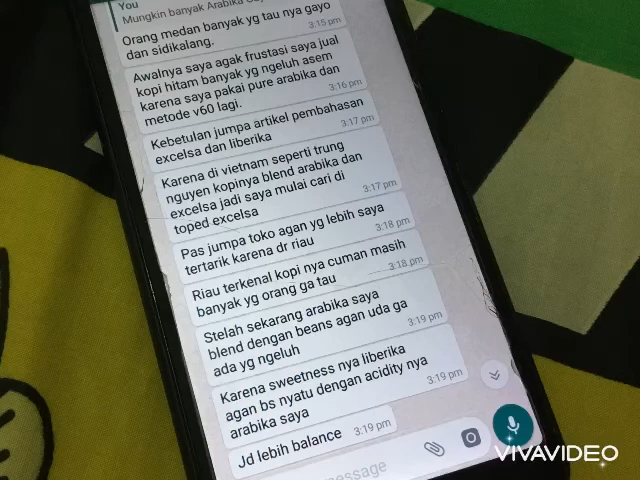 You
Mungkin banyak Arabika
Orang medan banyak yg tau nya gayo
dan sidikalang.
3:15 pm
Awalnya saya agak frustasi saya jual
kopi hitam banyak yg ngeluh asem
karena saya pakai pure arabika dan
metode v60 lagi.
3:16 pm
Kebetulan jumpa artikel pembahasan
excelsa dan liberika
3:17 pm
Karena di vietnam seperti trung
nguyen kopinya blend arabika dan
excelsa jadi saya mulai cari di
toped excelsa
3:17 pm
Pas jumpa toko agan yg lebih saya
tertarik karena dr riau
3:18 pm
Riau terkenal kopi nya cuman masih
banyak yg orang ga tau
3:18 pm
Stelah sekarang arabika saya
blend dengan beans agan uda ga
ada yg ngeluh
3:19 pm
Karena sweetness nya liberika
agan bs nyatu dengan acidity nya
arabika saya
3:19 pm
Jd lebih balance 3:19 pm
message
VIVAVIDEO